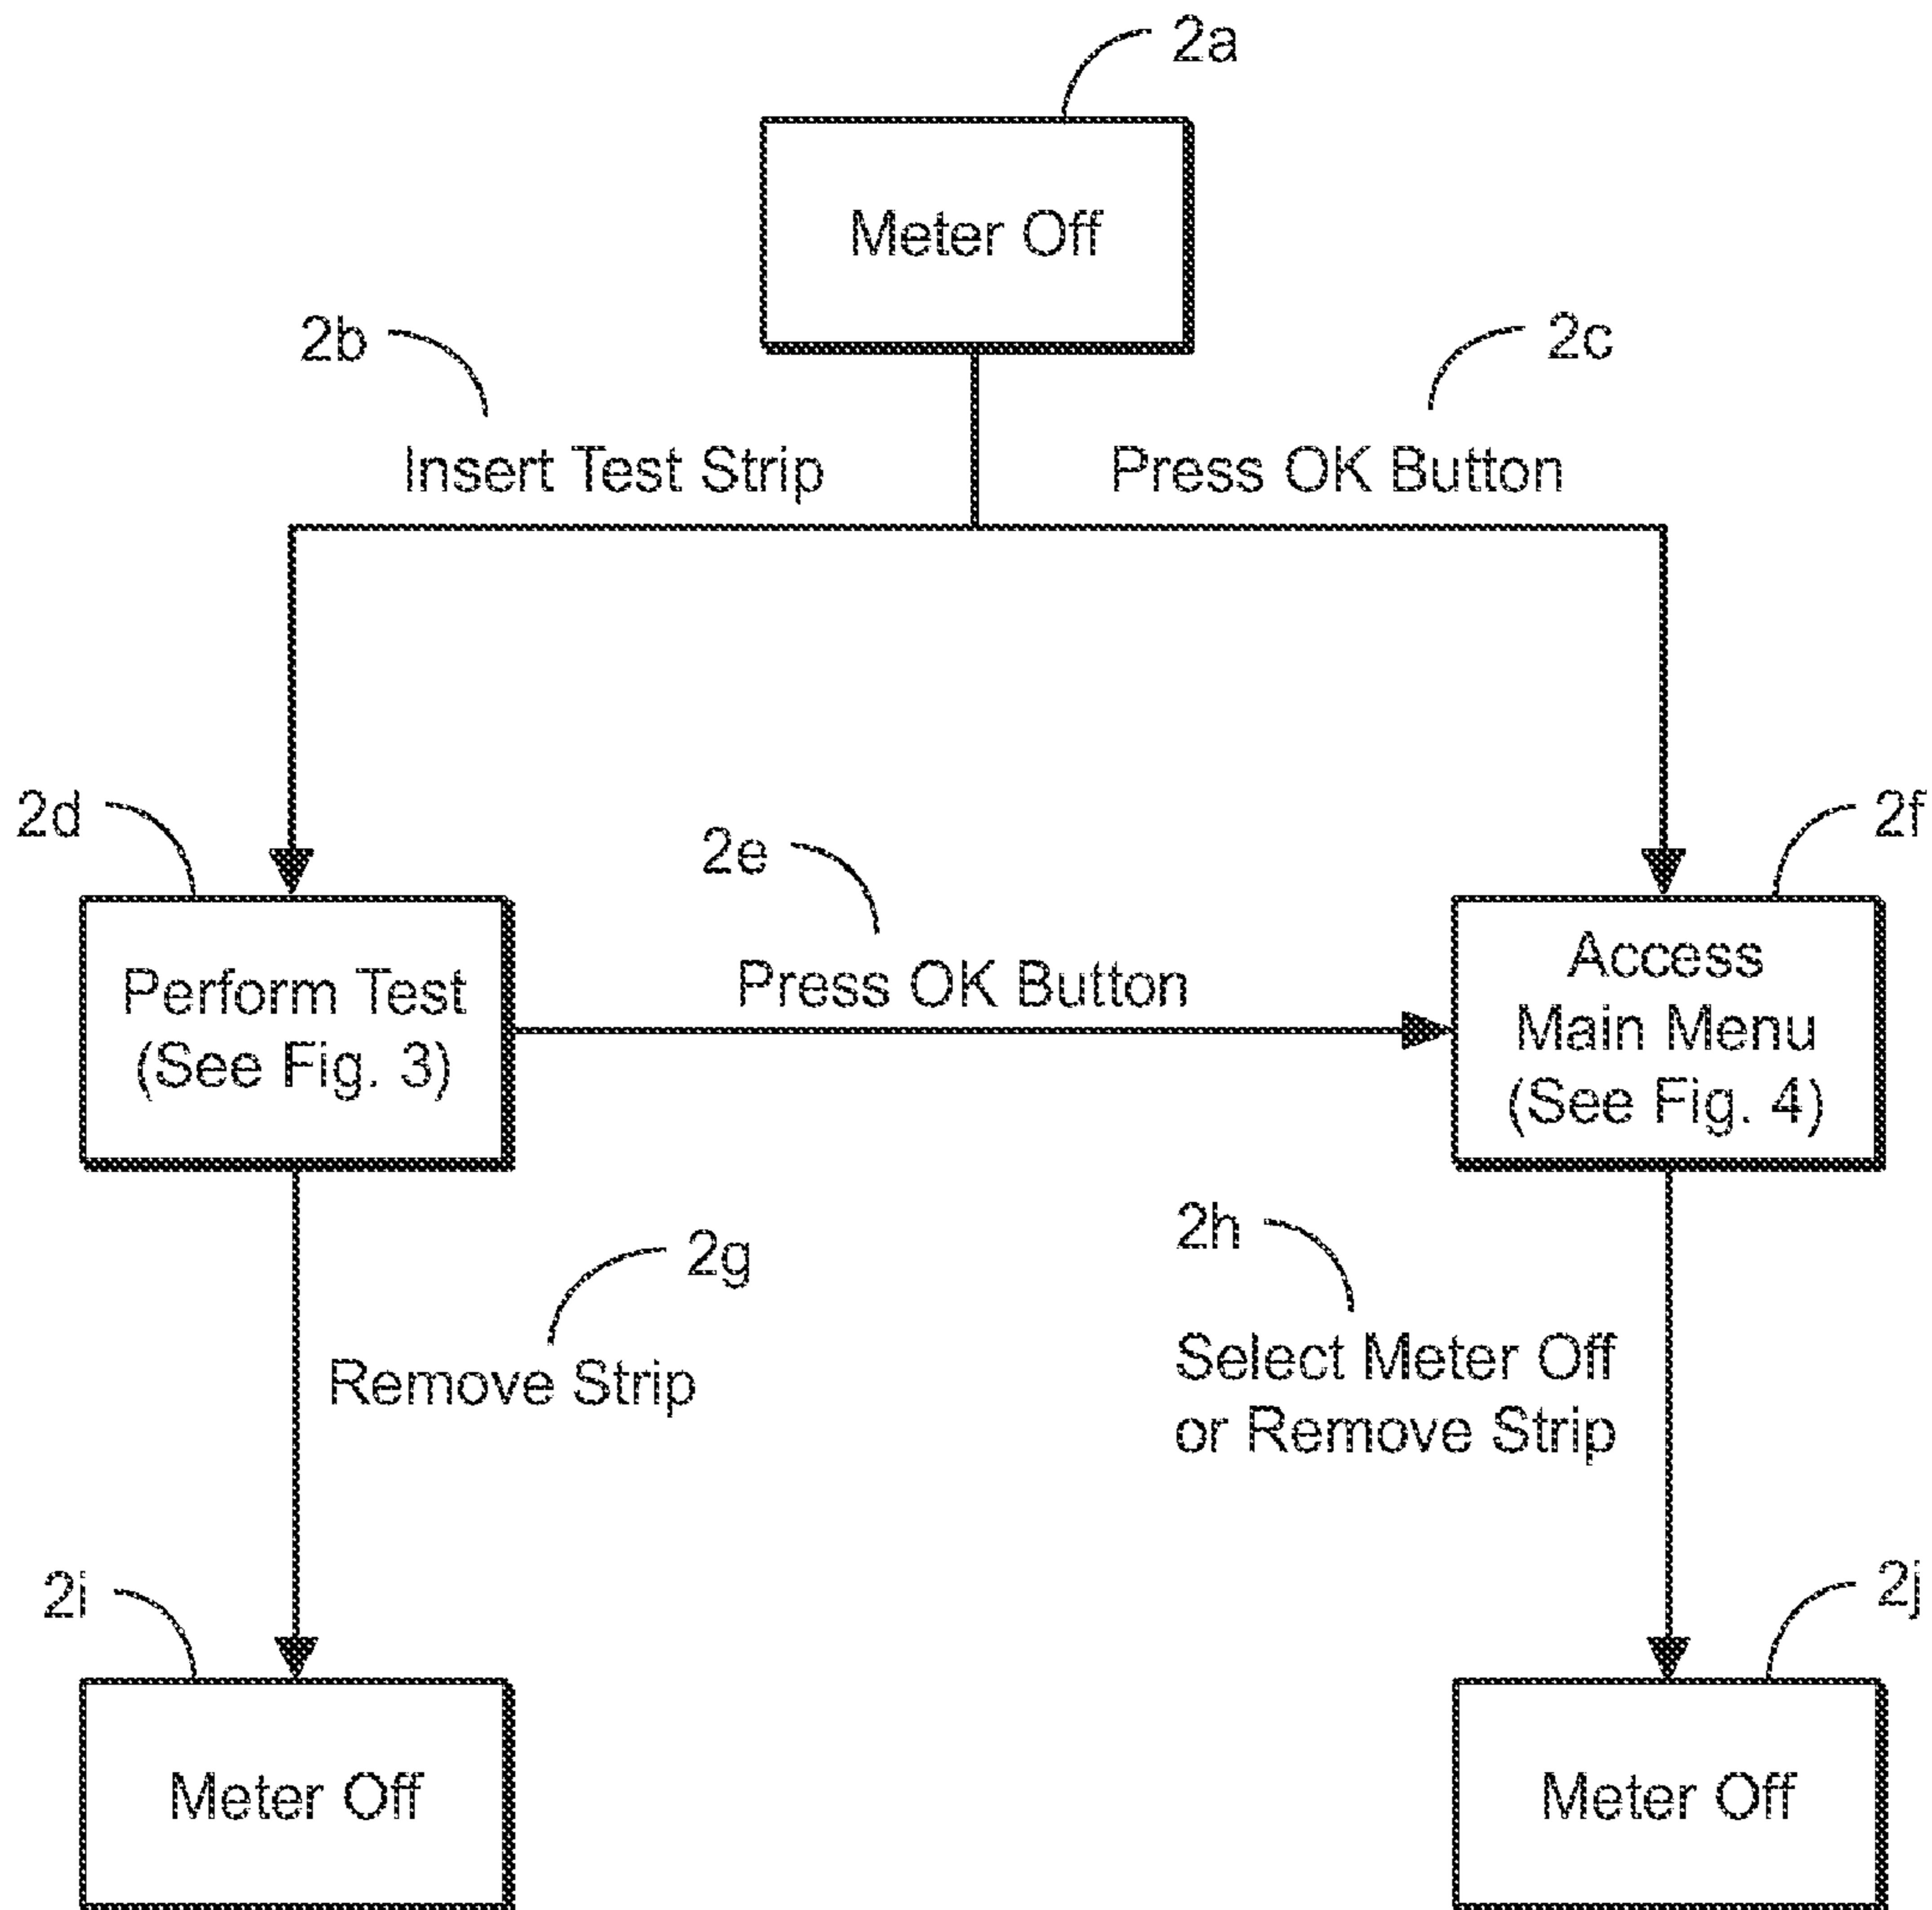 2a
Meter Off
2b
2c
Insert Test Strip
Press OK Button
2d
2e
2f
Perform Test
(See Fig. 3)
Press OK Button
Access
Main Menu
(See Fig. 4)
2g
2h
Remove Strip
Select Meter Off
or Remove Strip
2i
2j
Meter Off
Meter Off